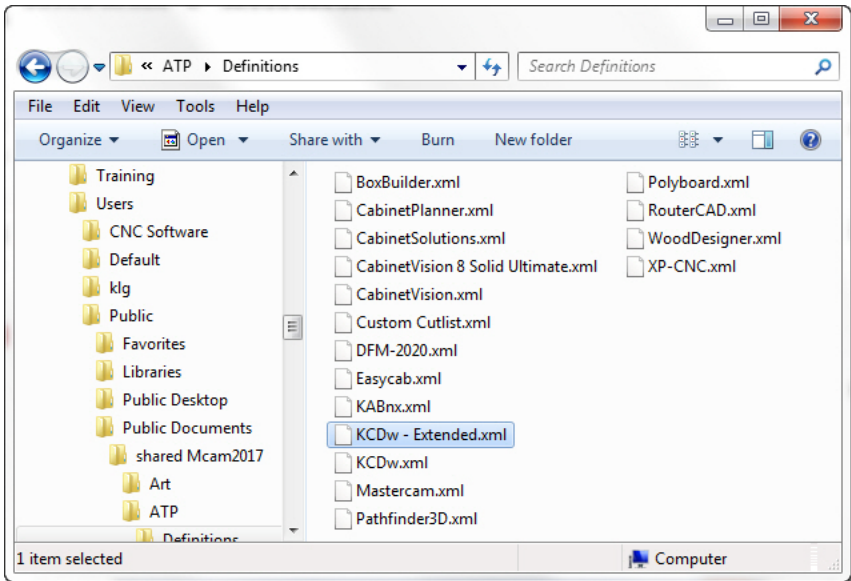 « ATP ▸ Definitions
Search Definitions
File Edit View Tools Help
Organize Open Share with Burn New folder
Training
Users
CNC Software
Default
klg
Public
Favorites
Libraries
Public Desktop
Public Documents
shared Mcam2017
Art
ATP
Definitions
BoxBuilder.xml
CabinetPlanner.xml
CabinetSolutions.xml
CabinetVision 8 Solid Ultimate.xml
CabinetVision.xml
Custom Cutlist.xml
DFM-2020.xml
Easycab.xml
KABnx.xml
KCDw - Extended.xml
KCDw.xml
Mastercam.xml
Pathfinder3D.xml
Polyboard.xml
RouterCAD.xml
WoodDesigner.xml
XP-CNC.xml
1 item selected
Computer